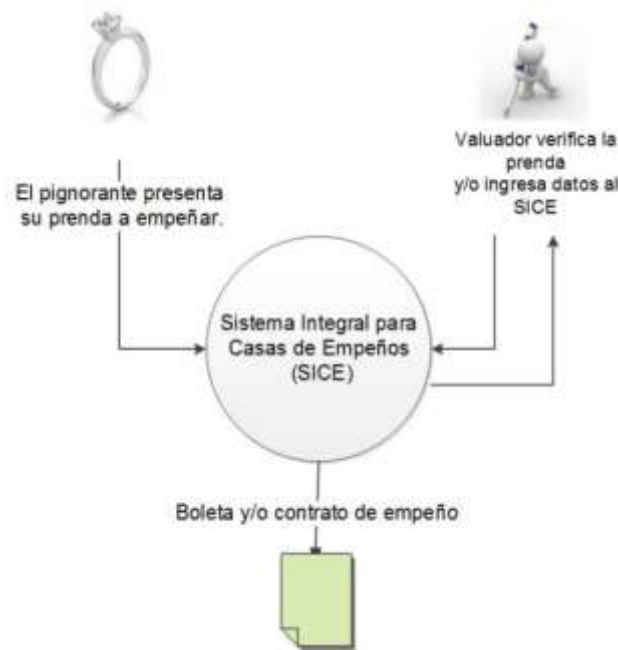 Valuador verifica la
prenda
y/o ingresa datos al
SICE
El pignorante presenta
su prenda a empeñar.
Sistema Integral para
Casas de Empeños
(SICE)
Boleta y/o contrato de empeño